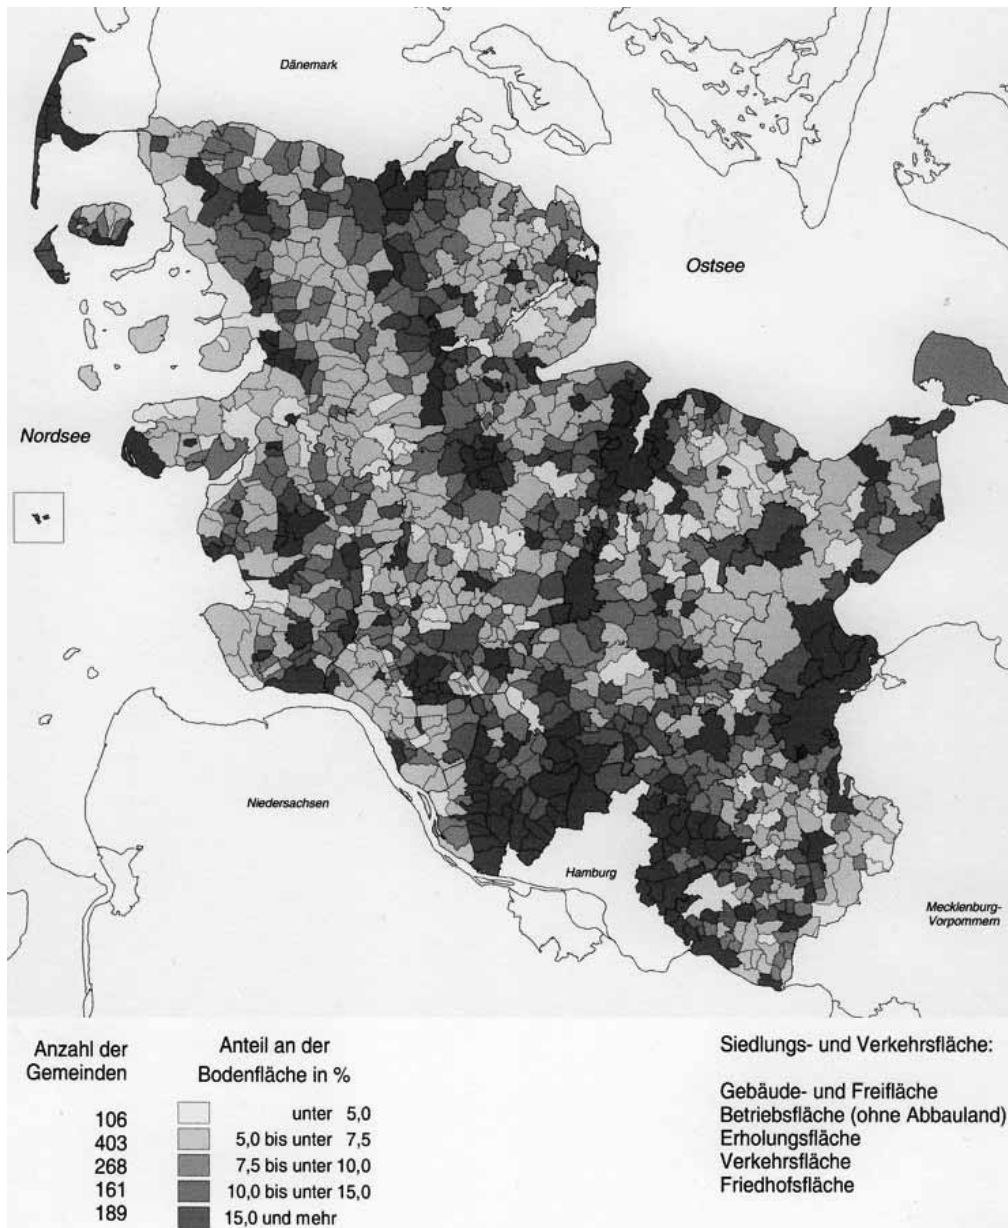 Dänemark
Ostsee
Nordsee
Niedersachsen
Hamburg
Mecklenburg-
Vorpommern
Anzahl der
Gemeinden
106
403
268
161
189
Anteil an der
Bodenfläche in %
unter 5,0
5,0 bis unter 7,5
7,5 bis unter 10,0
10,0 bis unter 15,0
15,0 und mehr
Siedlungs- und Verkehrsfläche:
Gebäude- und Freifläche
Betriebsfläche (ohne Abbauland)
Erholungsfläche
Verkehrsfläche
Friedhofsfläche